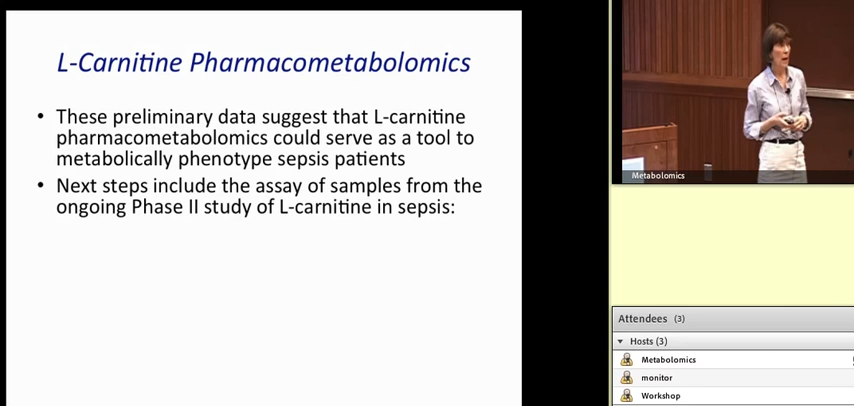 L-Carnitine Pharmacometabolomics
• These preliminary data suggest that L-carnitine
pharmacometabolomics could serve as a tool to
metabolically phenotype sepsis patients
• Next steps include the assay of samples from the
ongoing Phase II study of L-carnitine in sepsis:
Metabolomics
Attendees (3)
Hosts (3)
Metabolomics
monitor
Workshop